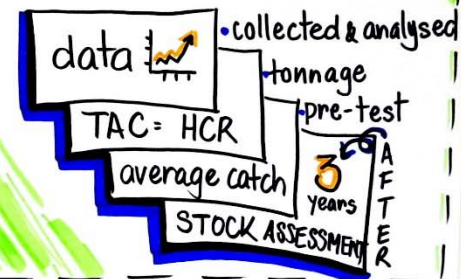 data
• collected & analysed
• tonnage
TAC= HCR
• pre-test
average catch
3
years
AFTER
STOCK ASSESSMENT